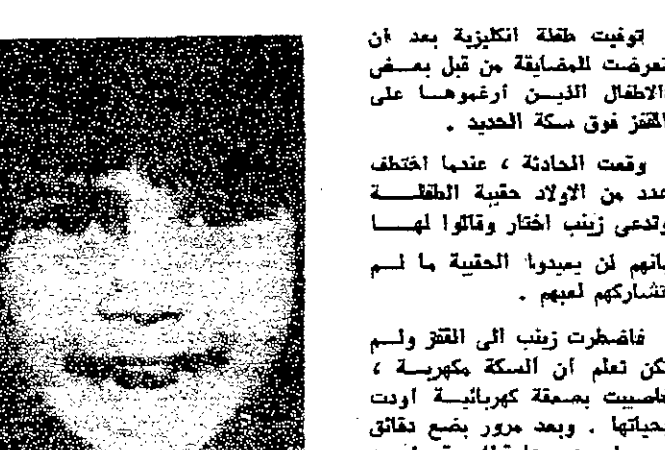 توفيت طفلة انكليزية بعد ان
تعرضت للمضايقة من قبل بعض
الاطفال الذين أرغموها على
القفز فوق سكة الحديد .
وقعت الحادثة ، عندما اختطف
عدد من الاولاد حقيبة الطفلة
وتدعى زينب اختار وقالوا لها
بانهم لن يعيدوا الحقيبة ما لم
تشاركهم لعبهم .
فاضطرت زينب الى القفز ولم
تكن تعلم ان السكة مكهربة ،
فاصيبت بصعقة كهربائية اودت
بحياتها . وبعد مرور بضع دقائق